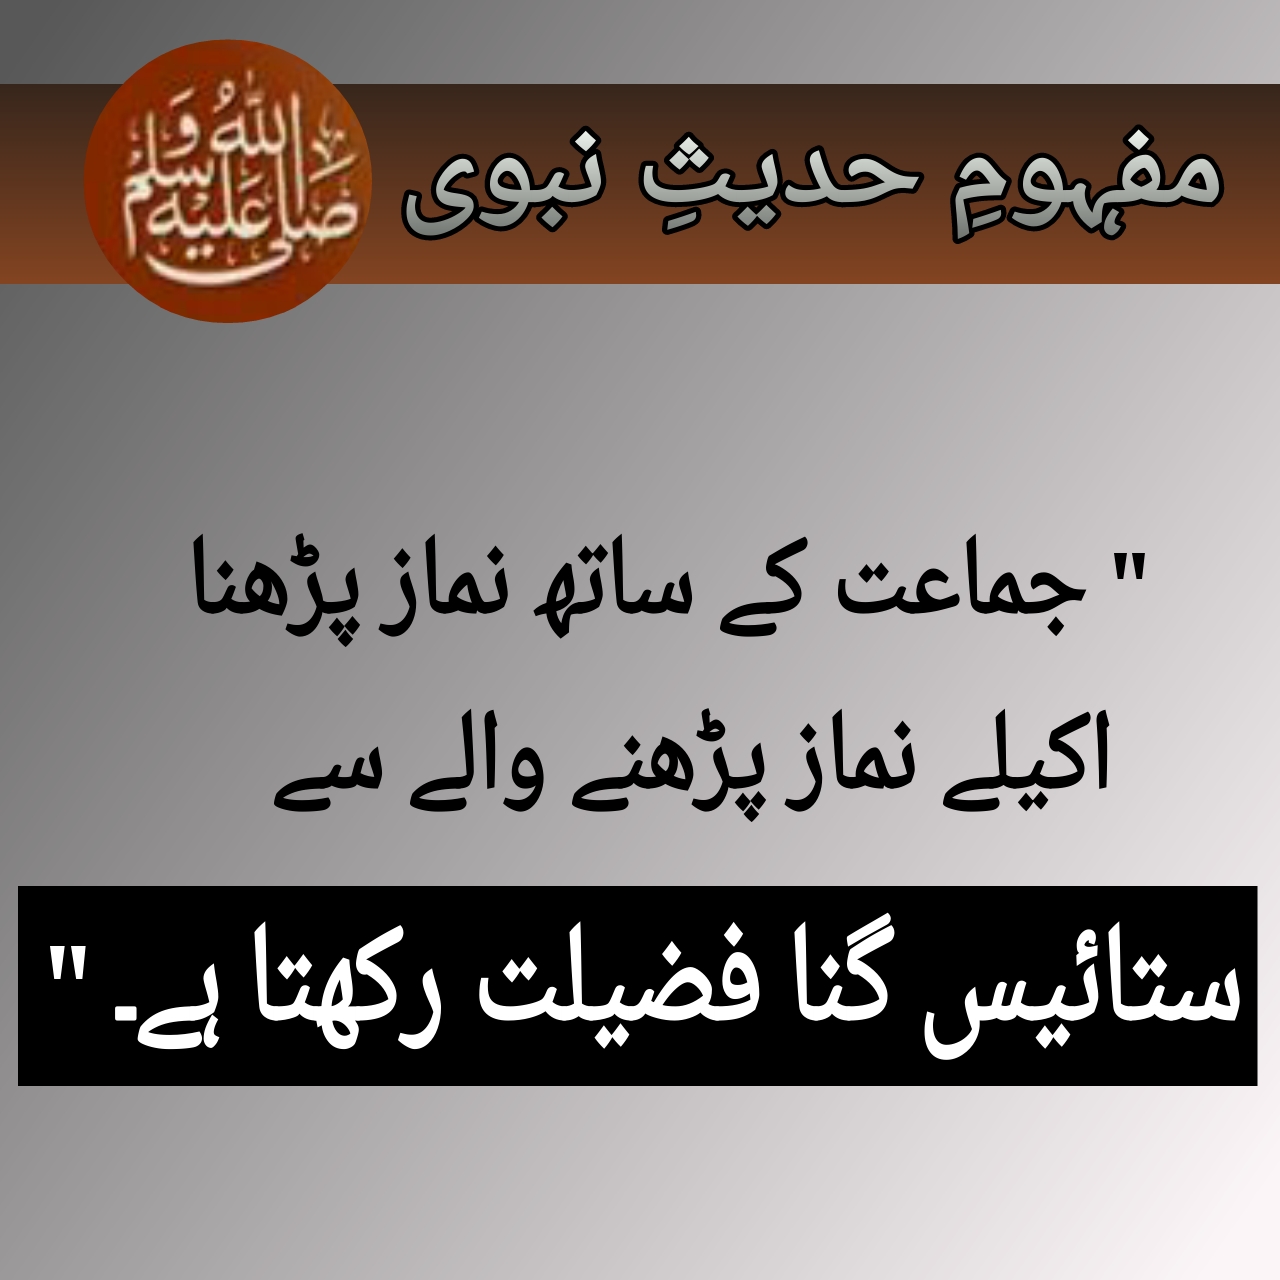 مفہومِ حدیثِ نبوی
صلی اللہ علیہ وسلم
" جماعت کے ساتھ نماز پڑھنا
اکیلے نماز پڑھنے والے سے
ستائیس گنا فضیلت رکھتا ہے۔ "